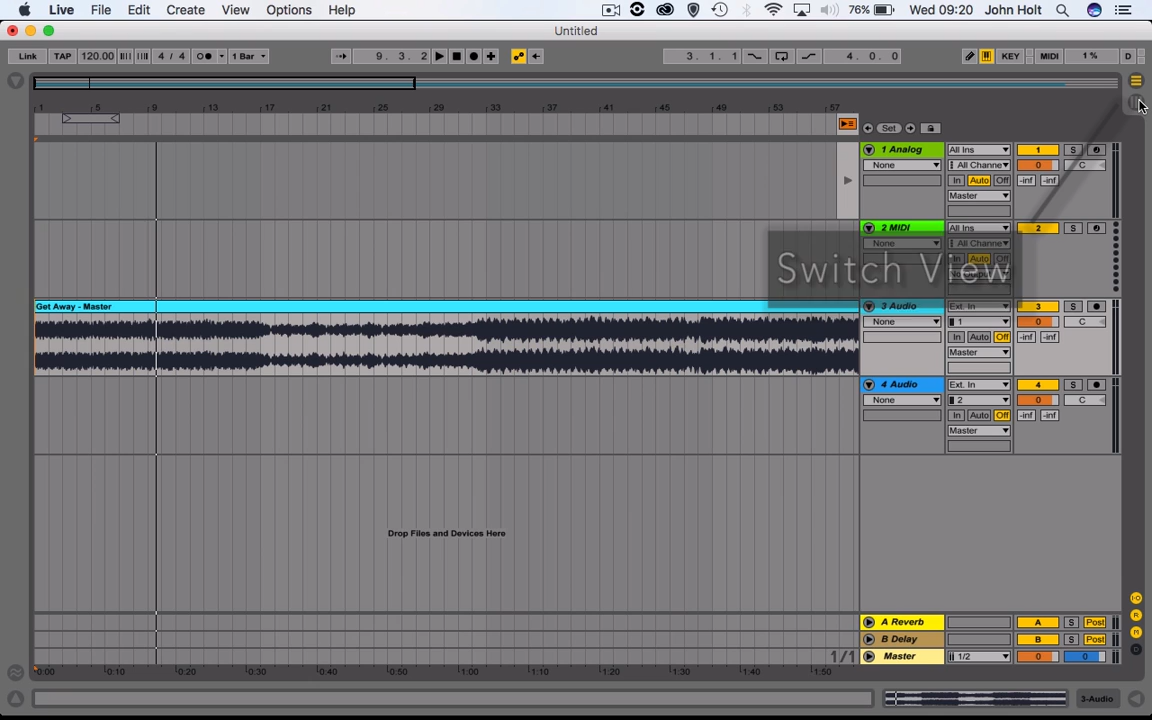 Live File Edit Create View Options Help 76% Wed 09:20 John Holt
Untitled
Link TAP 120.00 4 / 4 1 Bar 9. 3. 2 3. 1. 1 4. 0. 0 KEY MIDI 1 % D
1 5 9 13 17 21 25 29 33 37 41 45 49 53 57
Set
1 Analog All Ins 1 S
None All Channe 0 C
In Auto Off -inf -inf
Master
2 MIDI All Ins 2 S
None All Channe
Auto
Switch View
Get Away - Master 3 Audio Ext. In 3 S
None 1 0 C
In Auto Off -inf -inf
Master
4 Audio Ext. In 4 S
None 2 0 C
In Auto Off -inf -inf
Master
Drop Files and Devices Here
I·O
R
M
D
A Reverb A S Post
B Delay B S Post
1/1 Master 1/2 0 0
0:00 0:10 0:20 0:30 0:40 0:50 1:00 1:10 1:20 1:30 1:40 1:50
3-Audio